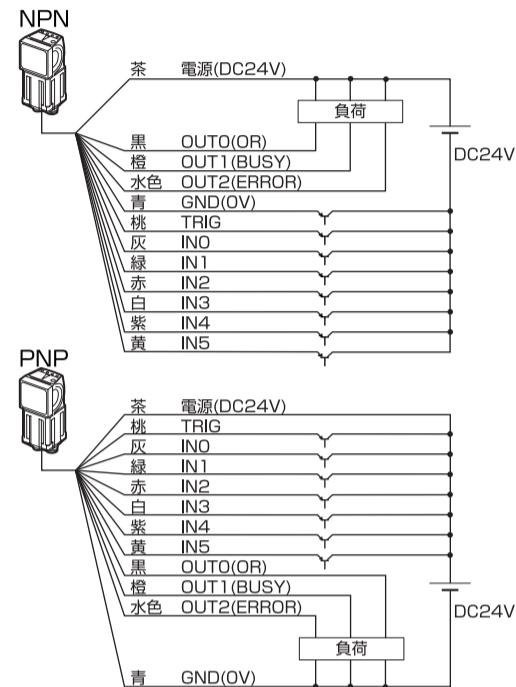 NPN
茶 電源(DC24V)
負荷
DC24V
黒 OUT0(OR)
橙 OUT1(BUSY)
水色 OUT2(ERROR)
青 GND(0V)
桃 TRIG
灰 IN0
緑 IN1
赤 IN2
白 IN3
紫 IN4
黄 IN5
PNP
茶 電源(DC24V)
桃 TRIG
灰 IN0
緑 IN1
赤 IN2
白 IN3
紫 IN4
黄 IN5
黒 OUT0(OR)
橙 OUT1(BUSY)
水色 OUT2(ERROR)
DC24V
負荷
青 GND(0V)